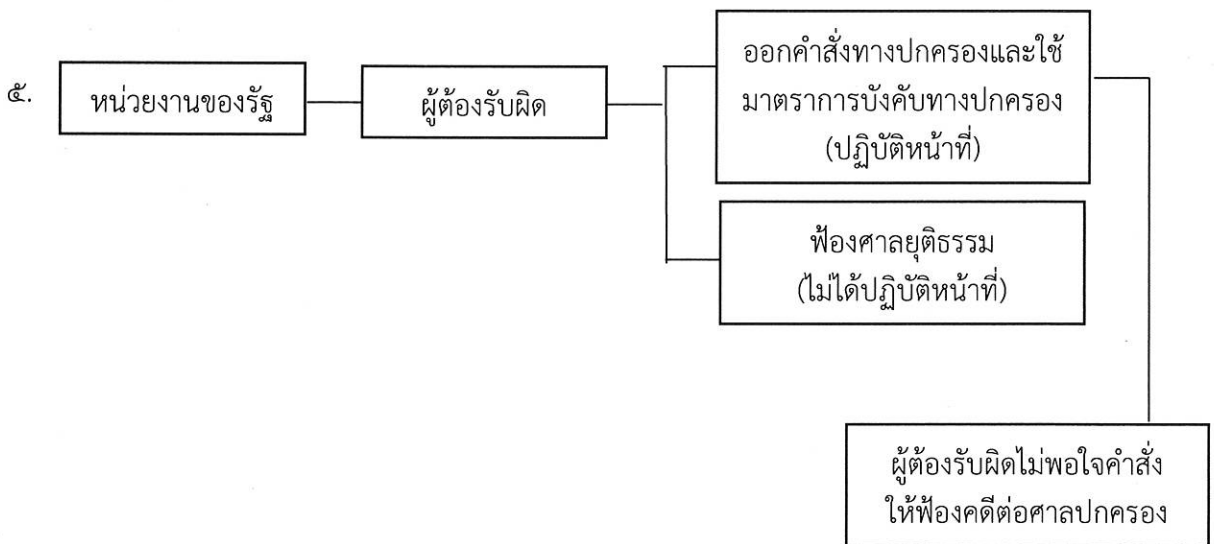 ๕.
หน่วยงานของรัฐ
ผู้ต้องรับผิด
ออกคำสั่งทางปกครองและใช้
มาตราการบังคับทางปกครอง
(ปฏิบัติหน้าที่)
ฟ้องศาลยุติธรรม
(ไม่ได้ปฏิบัติหน้าที่)
ผู้ต้องรับผิดไม่พอใจคำสั่ง
ให้ฟ้องคดีต่อศาลปกครอง